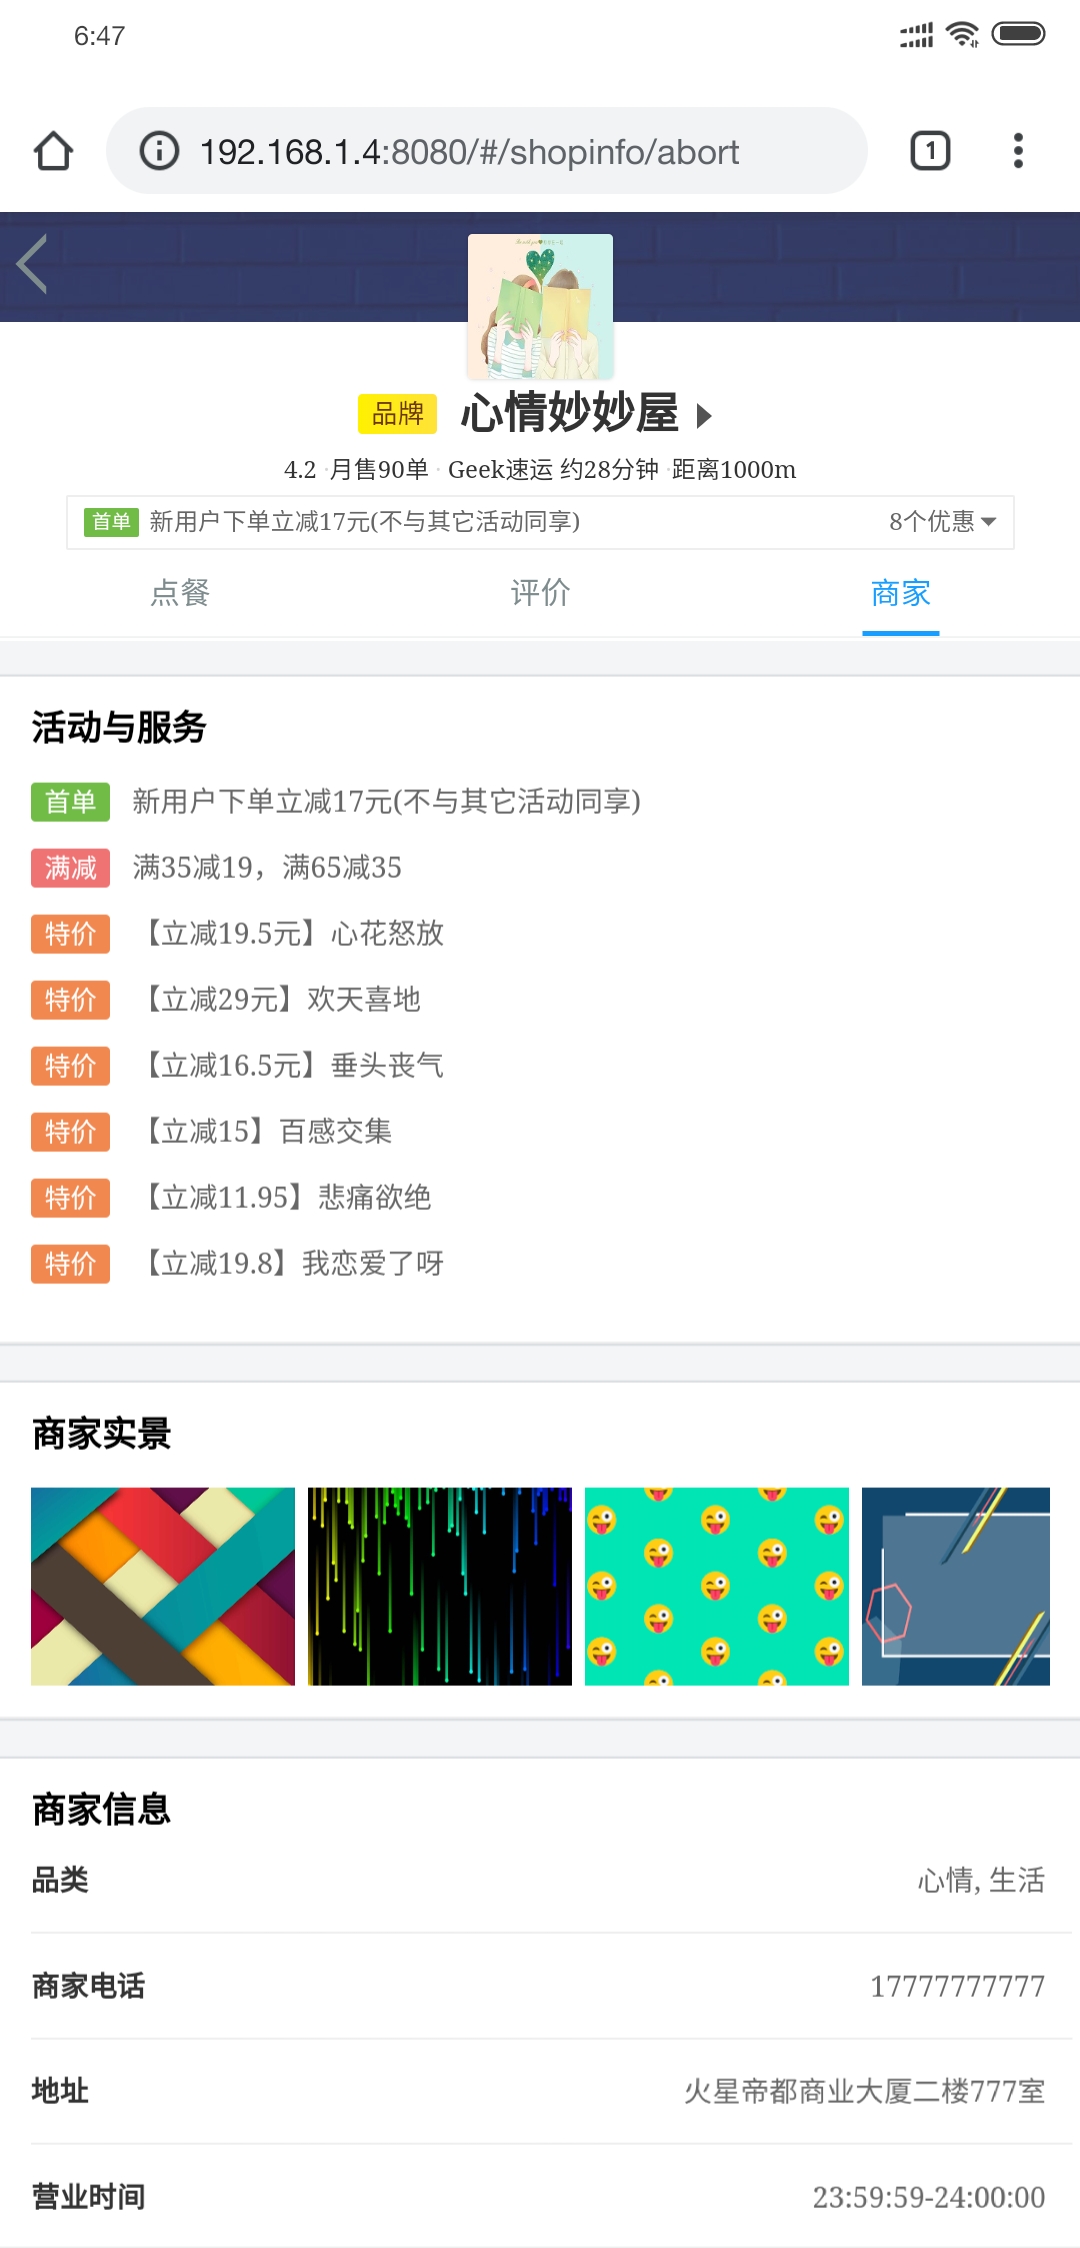 6:47
192.168.1.4:8080/#/shopinfo/abort
1
品牌 心情妙妙屋
4.2 ·月售90单 · Geek速运 约28分钟 ·距离1000m
首单 新用户下单立减17元(不与其它活动同享) 8个优惠
点餐 评价 商家
活动与服务
首单 新用户下单立减17元(不与其它活动同享)
满减 满35减19，满65减35
特价 【立减19.5元】心花怒放
特价 【立减29元】欢天喜地
特价 【立减16.5元】垂头丧气
特价 【立减15】百感交集
特价 【立减11.95】悲痛欲绝
特价 【立减19.8】我恋爱了呀
商家实景
商家信息
品类 心情, 生活
商家电话 17777777777
地址 火星帝都商业大厦二楼777室
营业时间 23:59:59-24:00:00